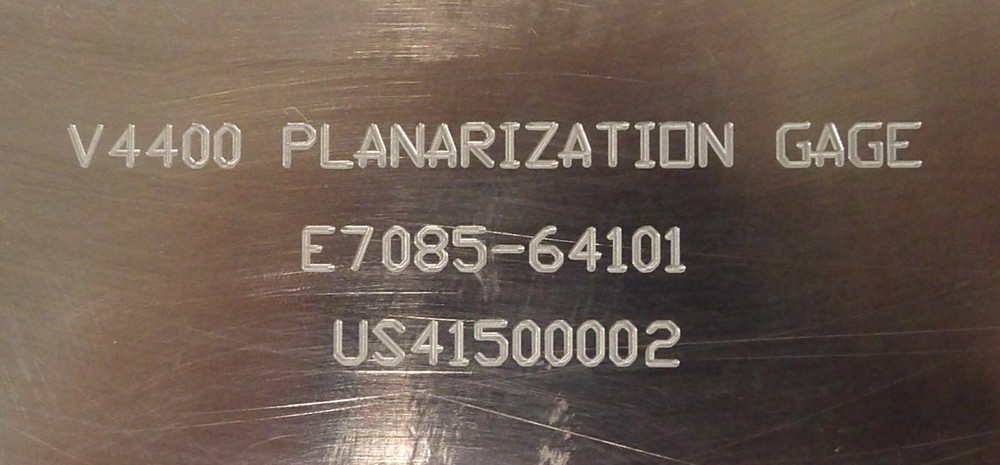 V4400 PLANARIZATION GAGE
E7085-64101
US41500002